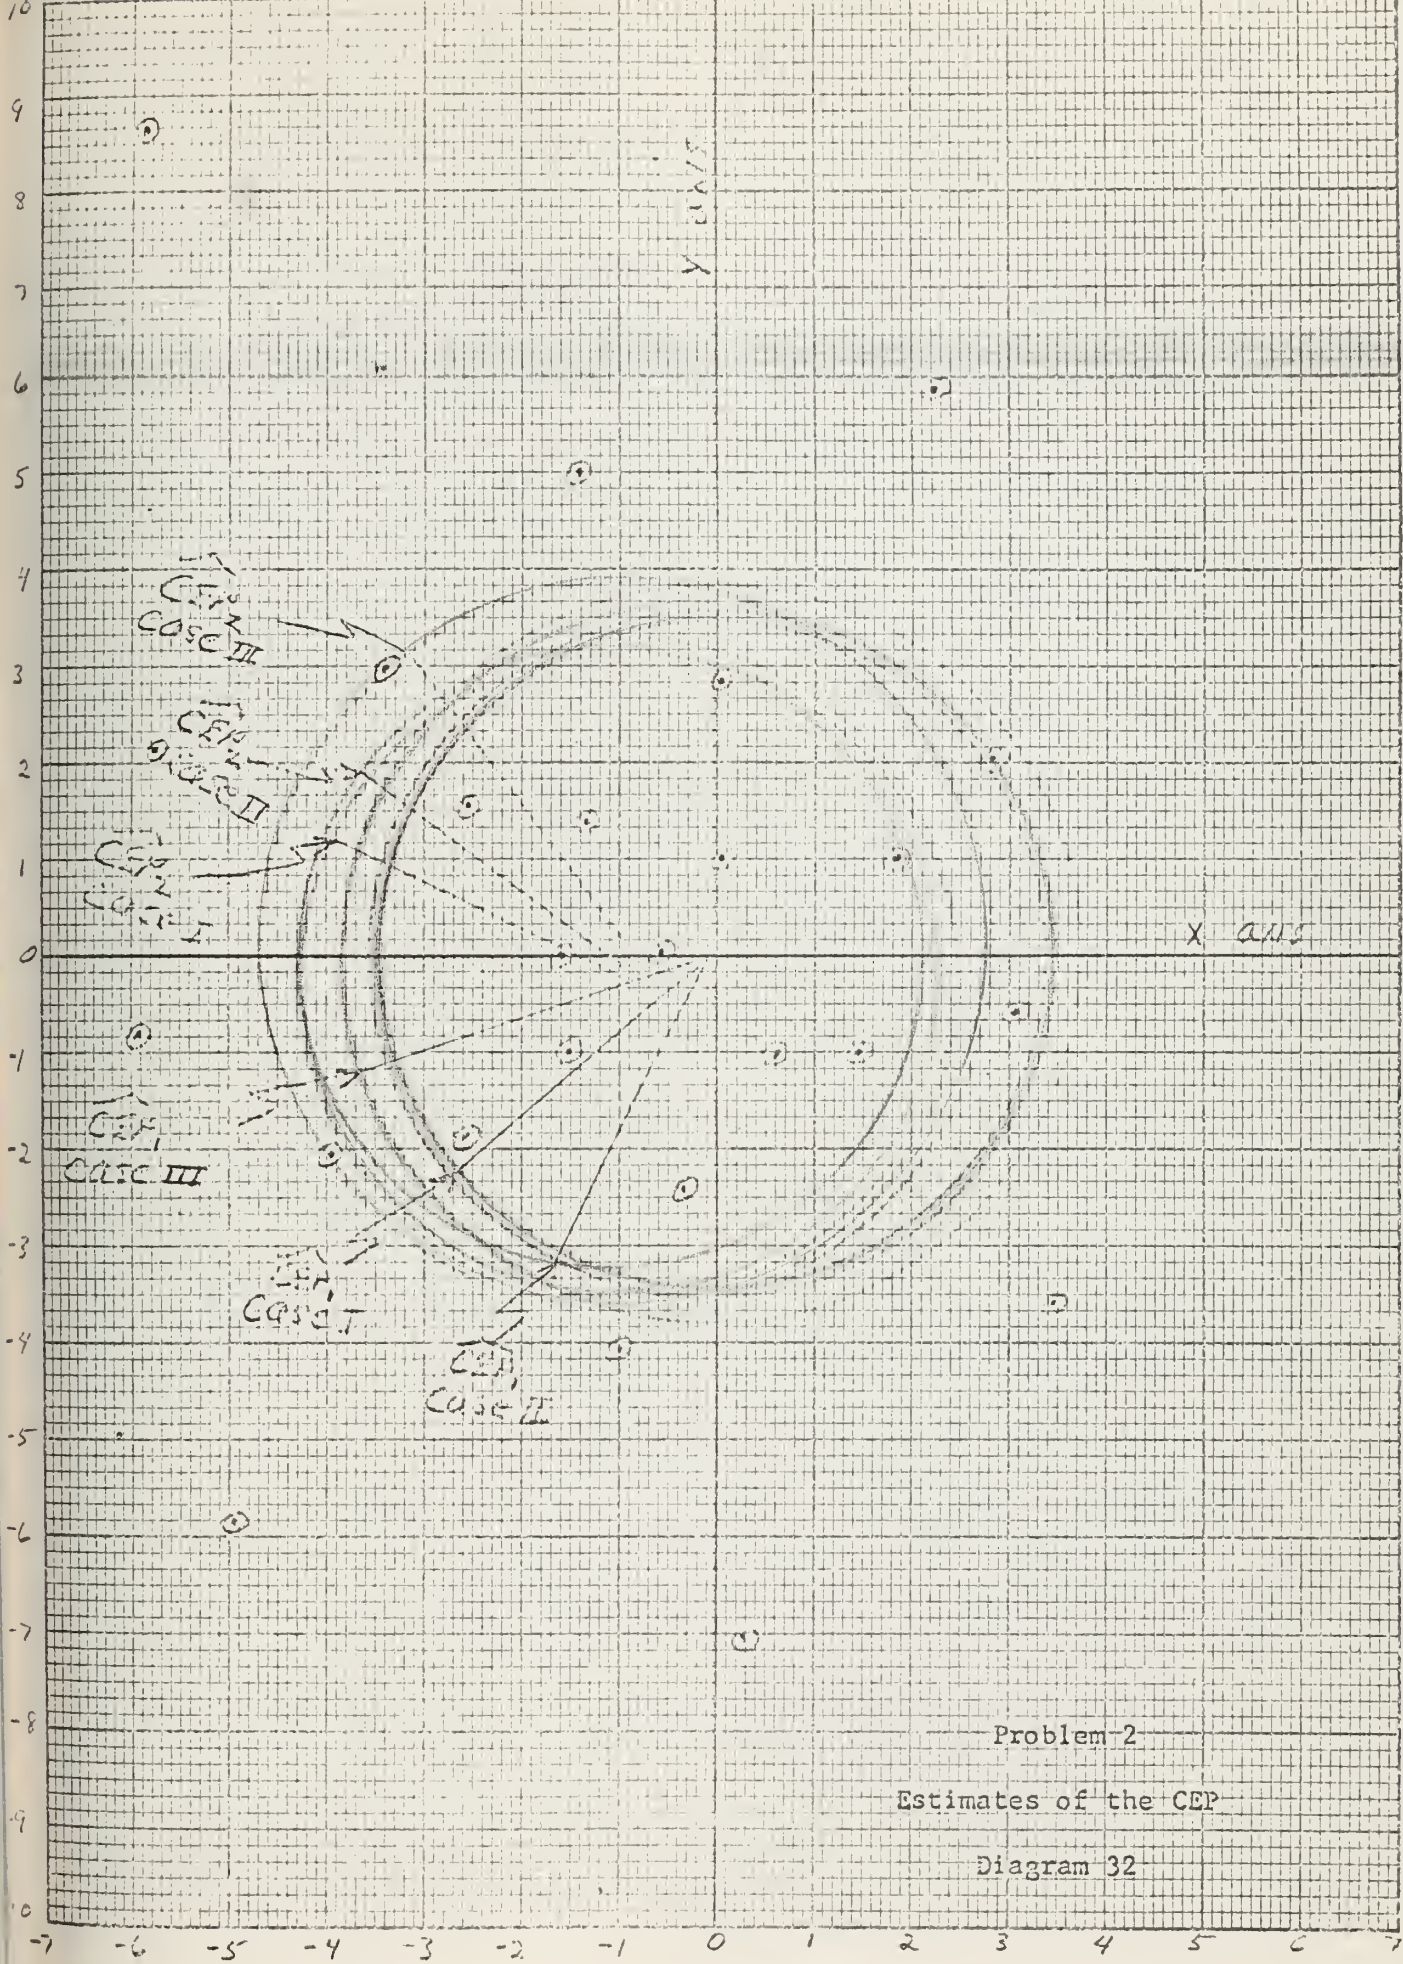 10
9
8
7
6
5
4
3
2
1
0
-1
-2
-3
-4
-5
-6
-7
-8
-9
y axis
CEP2
Case III
CEP2
Case II
CEP2
Case I
x axis
CEP1
Case III
CEP1
Case I
CEP1
Case II
Problem 2
Estimates of the CEP
Diagram 32
-7 -6 -5 -4 -3 -2 -1 0 1 2 3 4 5 6 7